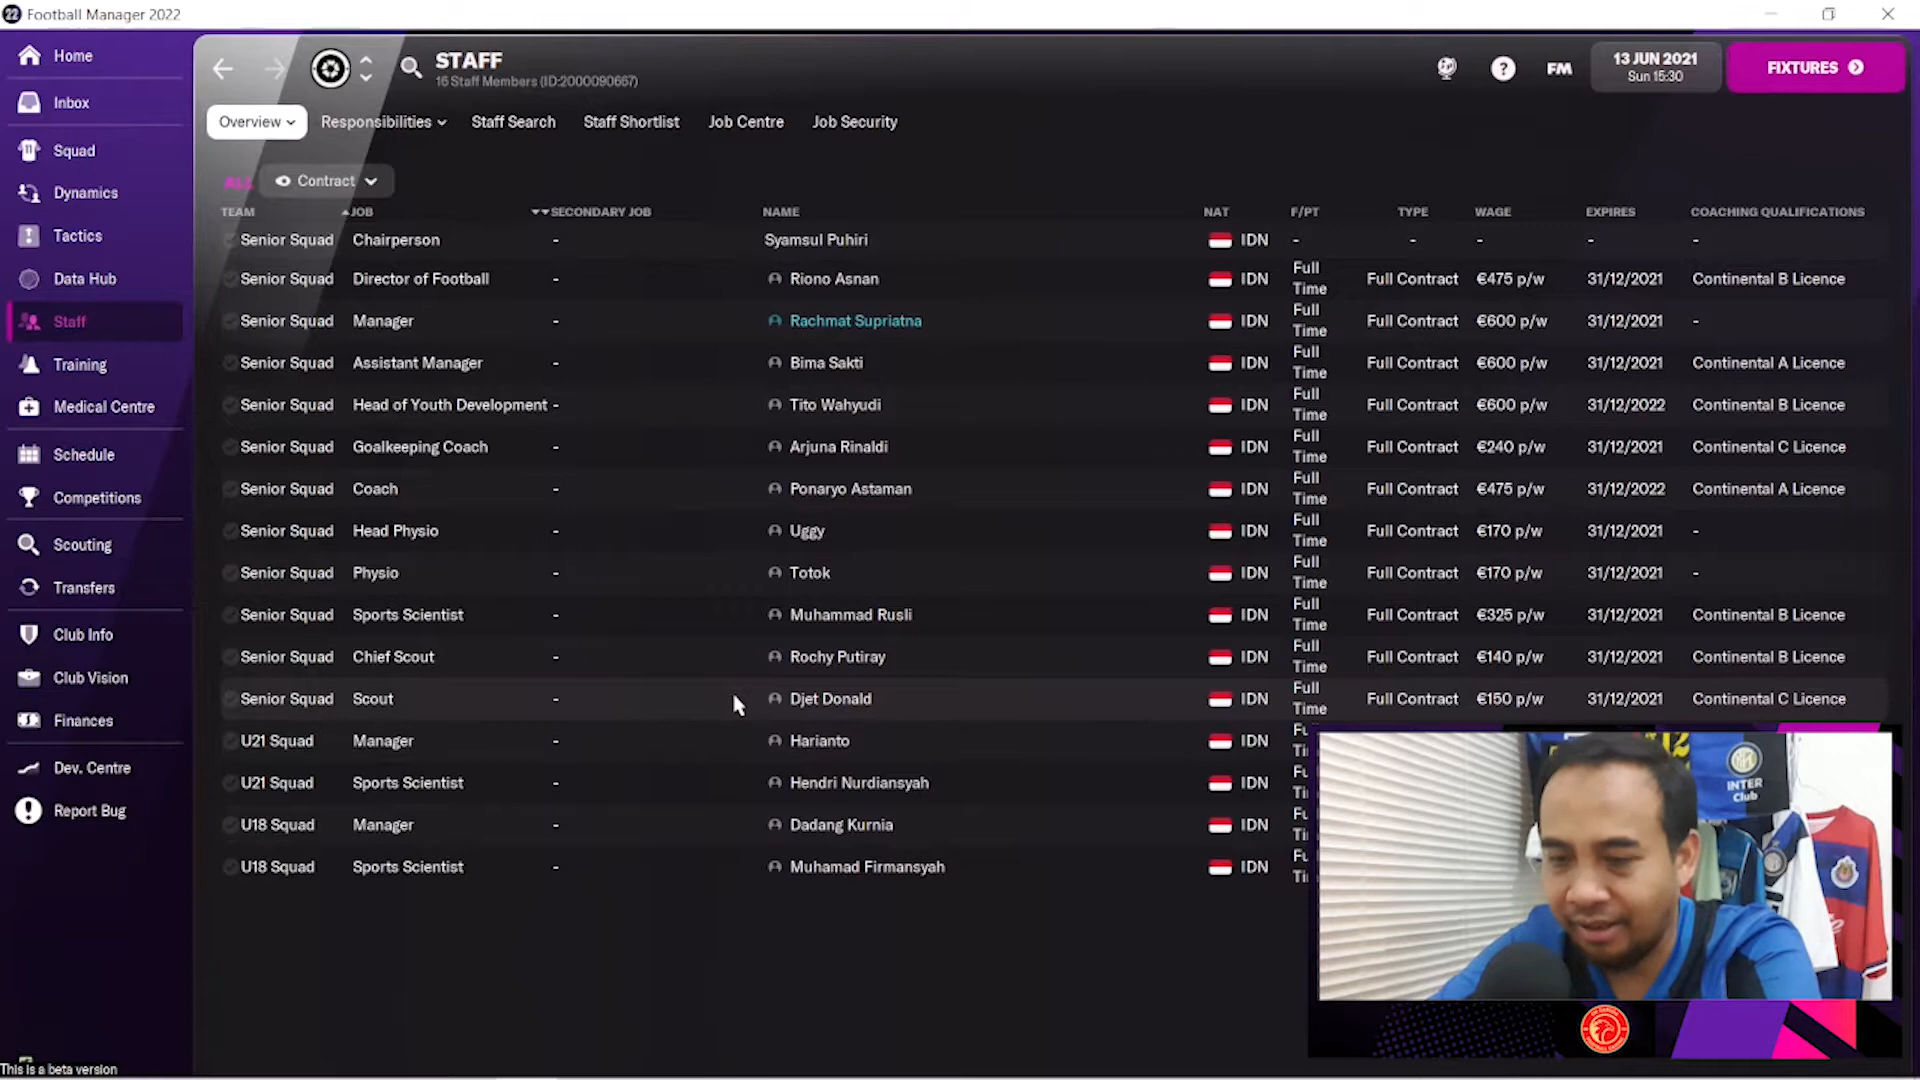 Football Manager 2022
Home
Inbox
Squad
Dynamics
Tactics
Data Hub
Staff
Training
Medical Centre
Schedule
Competitions
Scouting
Transfers
Club Info
Club Vision
Finances
Dev. Centre
Report Bug
This is a beta version
STAFF
16 Staff Members (ID:2000090667)
? FM 13 JUN 2021
Sun 15:30
FIXTURES
Overview Responsibilities Staff Search Staff Shortlist Job Centre Job Security
ALL Contract
TEAM JOB SECONDARY JOB NAME NAT F/PT TYPE WAGE EXPIRES COACHING QUALIFICATIONS
Senior Squad Chairperson - Syamsul Puhiri IDN - - - - -
Senior Squad Director of Football - Riono Asnan IDN Full Time Full Contract €475 p/w 31/12/2021 Continental B Licence
Senior Squad Manager - Rachmat Supriatna IDN Full Time Full Contract €600 p/w 31/12/2021 -
Senior Squad Assistant Manager - Bima Sakti IDN Full Time Full Contract €600 p/w 31/12/2021 Continental A Licence
Senior Squad Head of Youth Development - Tito Wahyudi IDN Full Time Full Contract €600 p/w 31/12/2022 Continental B Licence
Senior Squad Goalkeeping Coach - Arjuna Rinaldi IDN Full Time Full Contract €240 p/w 31/12/2021 Continental C Licence
Senior Squad Coach - Ponaryo Astaman IDN Full Time Full Contract €475 p/w 31/12/2022 Continental A Licence
Senior Squad Head Physio - Uggy IDN Full Time Full Contract €170 p/w 31/12/2021 -
Senior Squad Physio - Totok IDN Full Time Full Contract €170 p/w 31/12/2021 -
Senior Squad Sports Scientist - Muhammad Rusli IDN Full Time Full Contract €325 p/w 31/12/2021 Continental B Licence
Senior Squad Chief Scout - Rochy Putiray IDN Full Time Full Contract €140 p/w 31/12/2021 Continental B Licence
Senior Squad Scout - Djet Donald IDN Full Time Full Contract €150 p/w 31/12/2021 Continental C Licence
U21 Squad Manager - Harianto IDN
U21 Squad Sports Scientist - Hendri Nurdiansyah IDN
U18 Squad Manager - Dadang Kurnia IDN
U18 Squad Sports Scientist - Muhamad Firmansyah IDN
INTER
Club